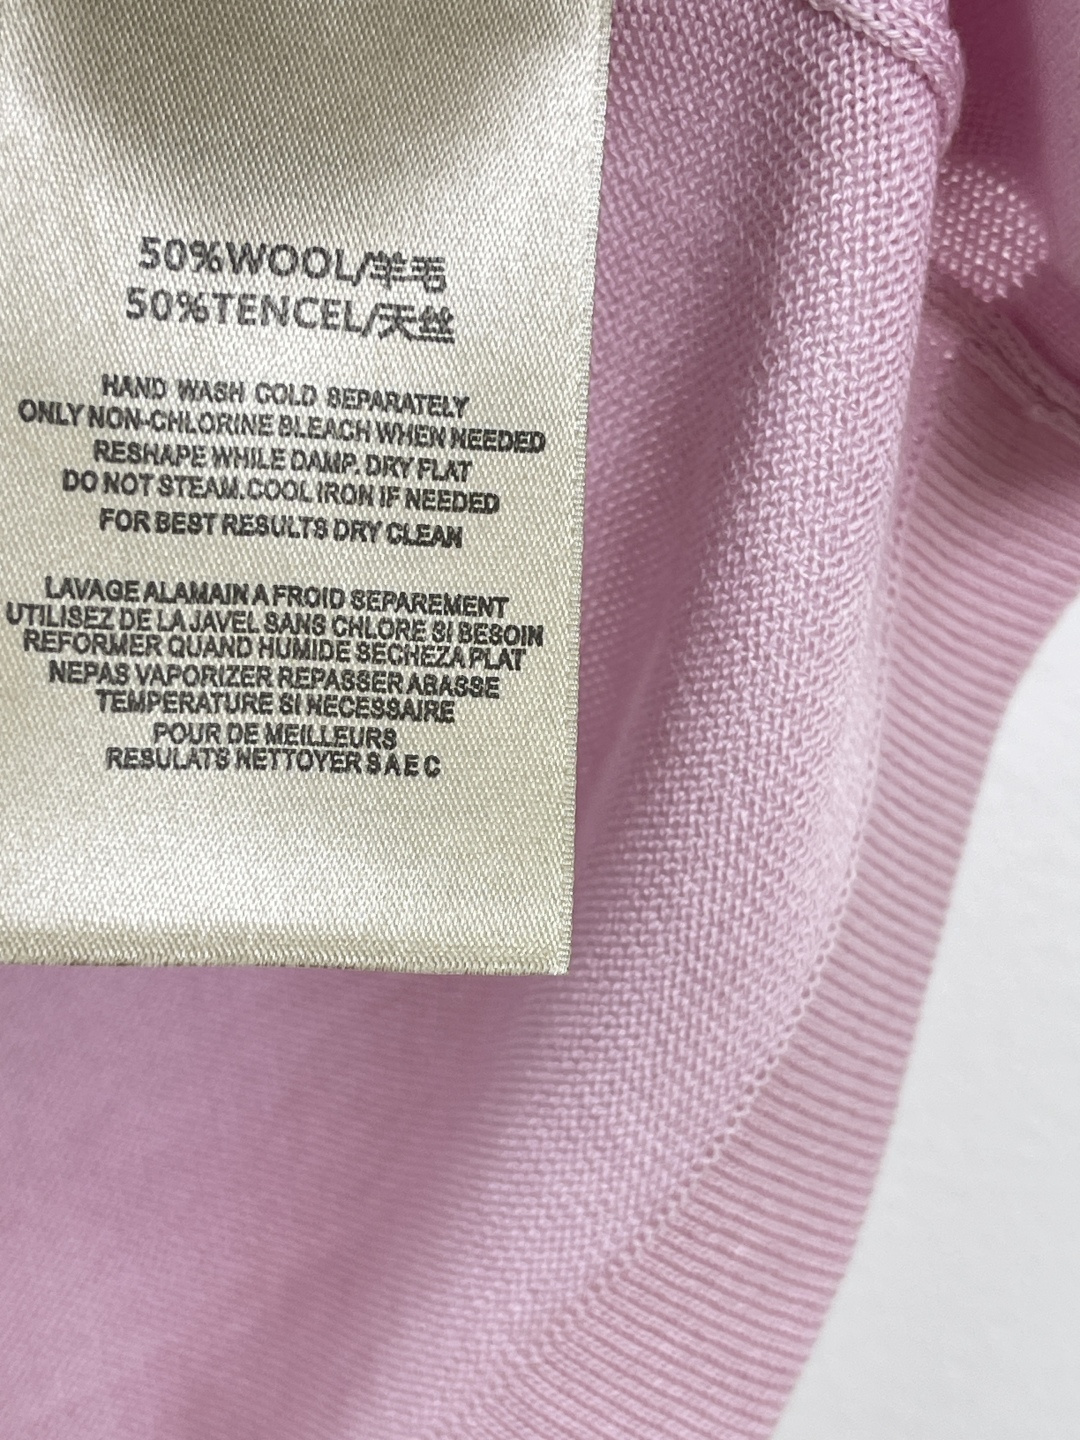 50%WOOL/羊毛
50%TENCEL/天丝
HAND WASH COLD SEPARATELY
ONLY NON-CHLORINE BLEACH WHEN NEEDED
RESHAPE WHILE DAMP. DRY FLAT
DO NOT STEAM.COOL IRON IF NEEDED
FOR BEST RESULTS DRY CLEAN
LAVAGE ALAMAIN A FROID SEPAREMENT
UTILISEZ DE LA JAVEL SANS CHLORE SI BESOIN
REFORMER QUAND HUMIDE SECHEZA PLAT
NEPAS VAPORIZER REPASSER ABASSE
TEMPERATURE SI NECESSAIRE
POUR DE MEILLEURS
RESULATS NETTOYER S A E C